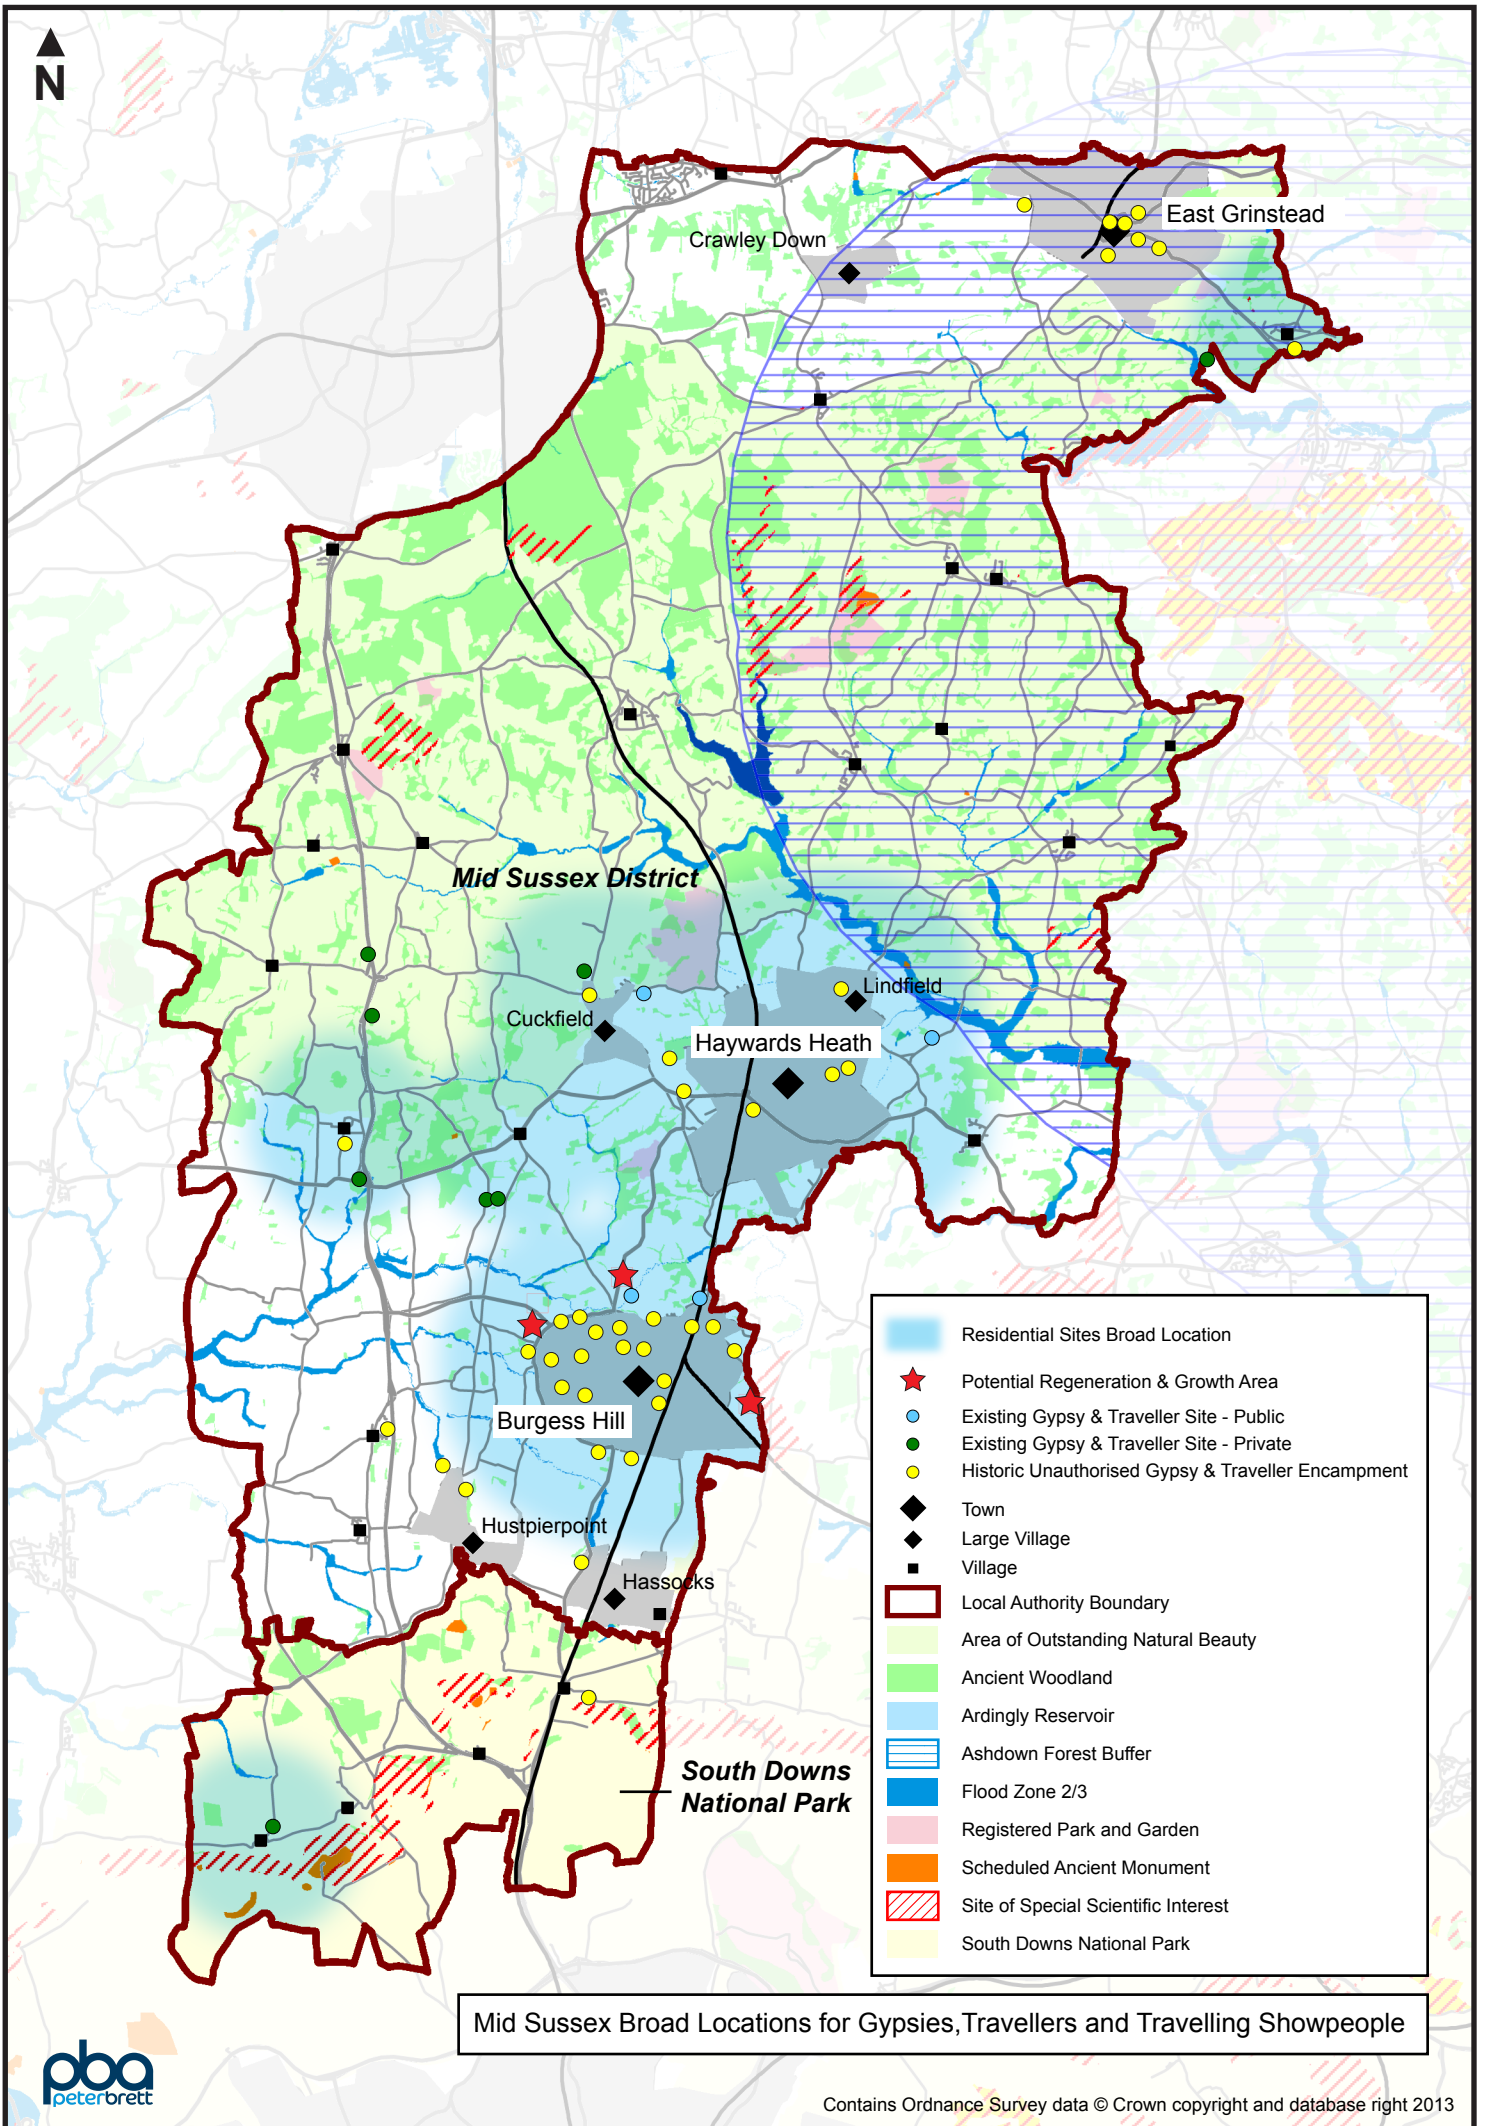 N
East Grinstead
Crawley Down
Mid Sussex District
Lindfield
Cuckfield
Haywards Heath
Burgess Hill
Hustpierpoint
Hassocks
South Downs
National Park
Residential Sites Broad Location
Potential Regeneration & Growth Area
Existing Gypsy & Traveller Site - Public
Existing Gypsy & Traveller Site - Private
Historic Unauthorised Gypsy & Traveller Encampment
Town
Large Village
Village
Local Authority Boundary
Area of Outstanding Natural Beauty
Ancient Woodland
Ardingly Reservoir
Ashdown Forest Buffer
Flood Zone 2/3
Registered Park and Garden
Scheduled Ancient Monument
Site of Special Scientific Interest
South Downs National Park
Mid Sussex Broad Locations for Gypsies,Travellers and Travelling Showpeople
pba
peterbrett
Contains Ordnance Survey data © Crown copyright and database right 2013